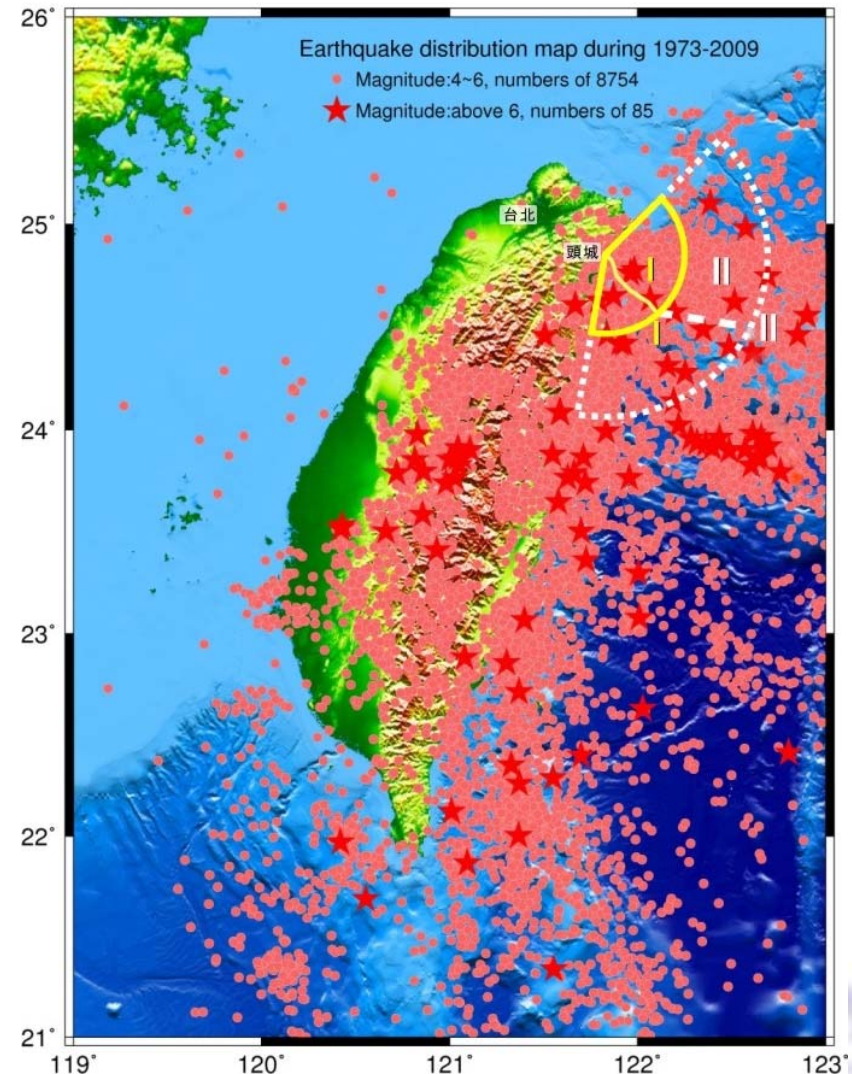 Earthquake distribution map during 1973-2009
Magnitude:4~6, numbers of 8754
Magnitude:above 6, numbers of 85
26°
25°
24°
23°
22°
21°
台北
頭城
I
II
I
II
119°
120°
121°
122°
123°